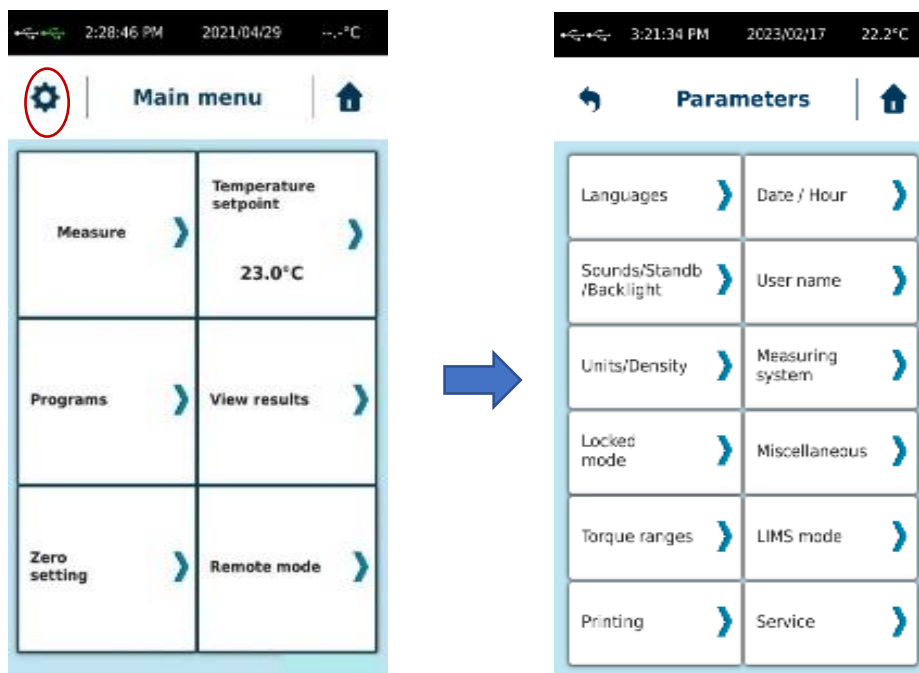 2:28:46 PM 2021/04/29 --.-°C
Main menu
Measure
Temperature
setpoint
23.0°C
Programs
View results
Zero
setting
Remote mode
3:21:34 PM 2023/02/17 22.2°C
Parameters
Languages
Date / Hour
Sounds/Standb
/Backlight
User name
Units/Density
Measuring
system
Locked
mode
Miscellaneous
Torque ranges
LIMS mode
Printing
Service